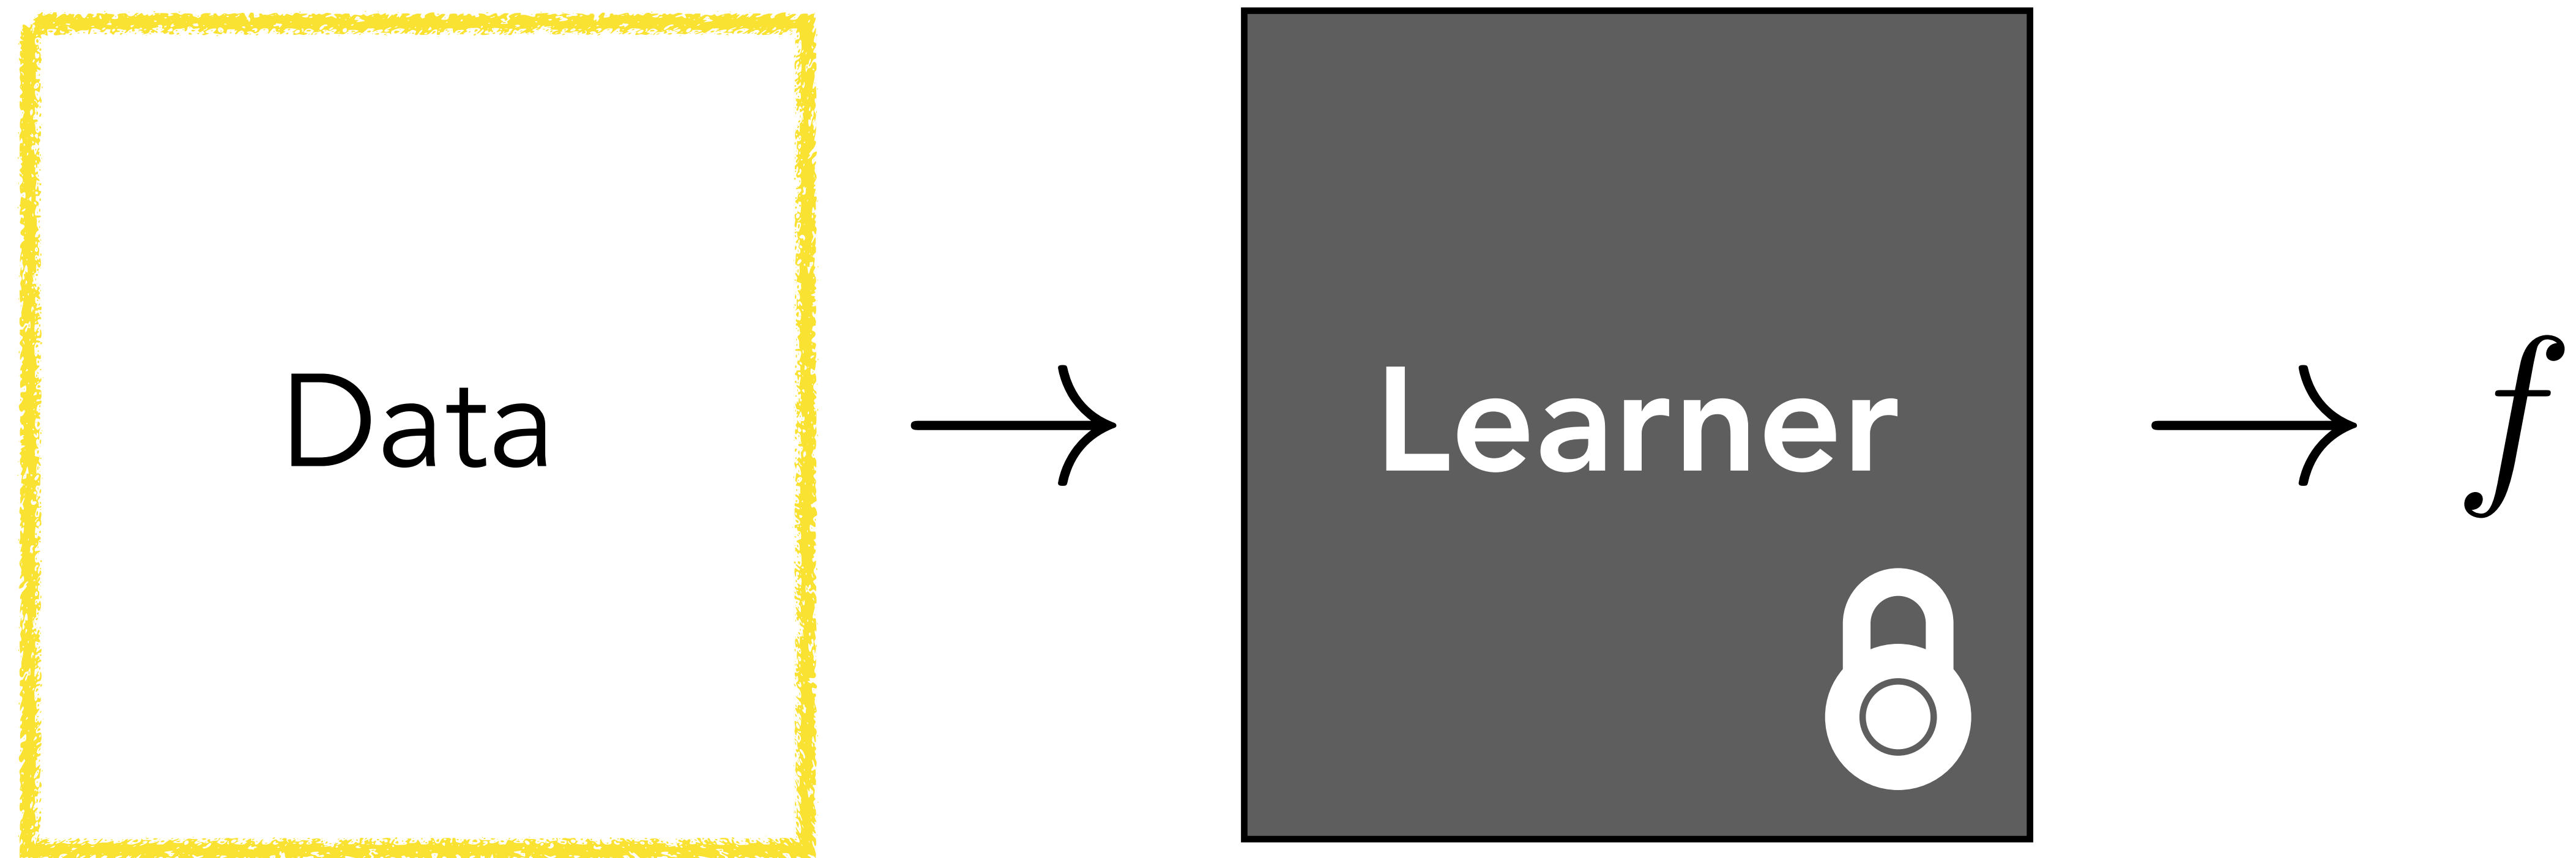 Data → Learner → f